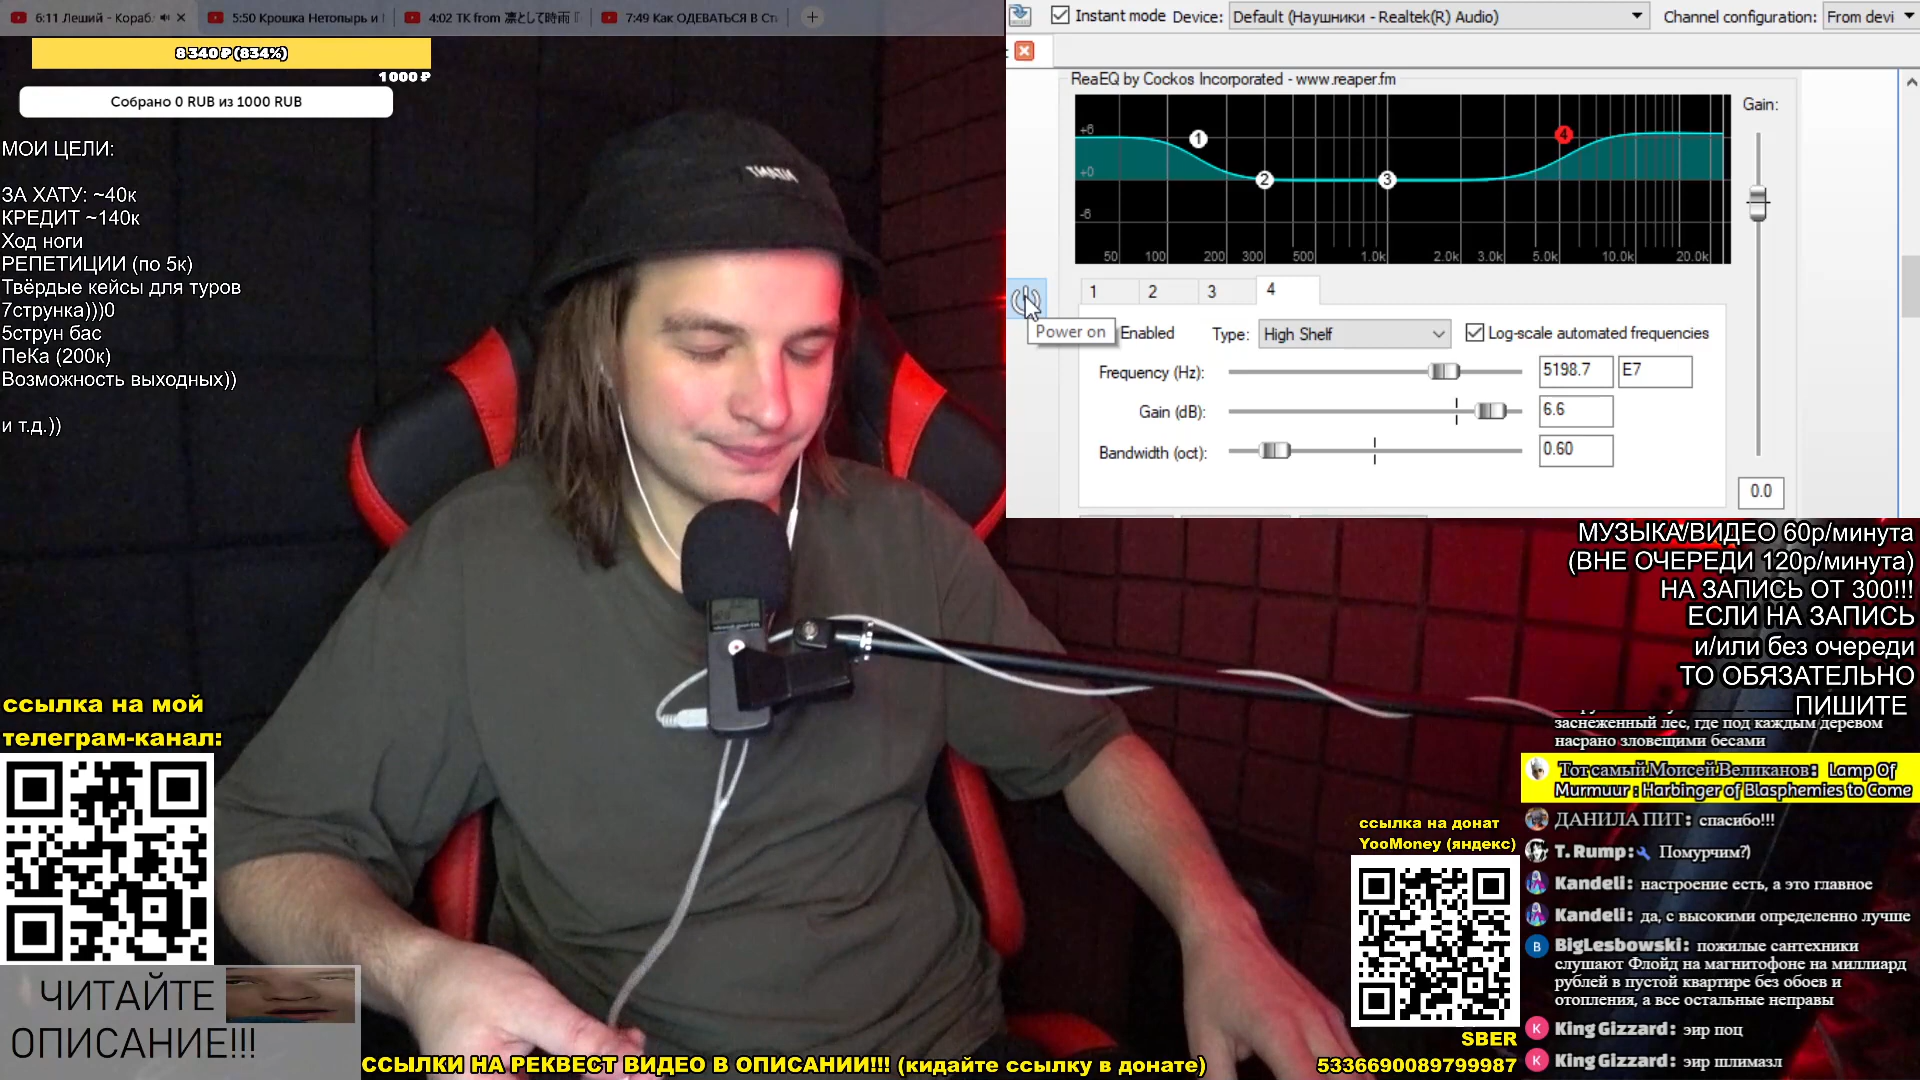 6:11 Леший - Корабл
5:50 Крошка Нетопырь и
4:02 TK from 凛として時雨『
7:49 Как ОДЕВАТЬСЯ В Ст
8340 ₽ (834%)
1000 ₽
Собрано 0 RUB из 1000 RUB
МОИ ЦЕЛИ:
ЗА ХАТУ: ~40к
КРЕДИТ ~140к
Ход ноги
РЕПЕТИЦИИ (по 5к)
Твёрдые кейсы для туров
7струнка)))0
5струн бас
ПеКа (200к)
Возможность выходных))
и т.д.))
ссылка на мой
телеграм-канал:
ЧИТАЙТЕ
ОПИСАНИЕ!!!
Instant mode Device: Default (Наушники - Realtek(R) Audio) Channel configuration: From devi
ReaEQ by Cockos Incorporated - www.reaper.fm
Gain:
+6
+0
-6
1
2
3
4
50 100 200 300 500 1.0k 2.0k 3.0k 5.0k 10.0k 20.0k
1 2 3 4
Power on
Enabled Type: High Shelf Log-scale automated frequencies
Frequency (Hz): 5198.7 E7
Gain (dB): 6.6
Bandwidth (oct): 0.60
0.0
МУЗЫКА/ВИДЕО 60р/минута
(ВНЕ ОЧЕРЕДИ 120р/минута)
НА ЗАПИСЬ ОТ 300!!!
ЕСЛИ НА ЗАПИСЬ
и/или без очереди
ТО ОБЯЗАТЕЛЬНО
ПИШИТЕ
заснеженный лес, где под каждым деревом
насрано зловещими бесами
Тот самый Моисей Великанов: Lamp Of
Murmuur : Harbinger of Blasphemies to Come
ДАНИЛА ПИТ: спасибо!!!
T. Rump: Помурчим?)
Kandeli: настроение есть, а это главное
Kandeli: да, с высокими определенно лучше
BigLesbowski: пожилые сантехники
слушают Флойд на магнитофоне на миллиард
рублей в пустой квартире без обоев и
отопления, а все остальные неправы
King Gizzard: эир поц
King Gizzard: эир шлимазл
ссылка на донат
YooMoney (яндекс)
SBER
5336690089799987
ССЫЛКИ НА РЕКВЕСТ ВИДЕО В ОПИСАНИИ!!! (кидайте ссылку в донате)